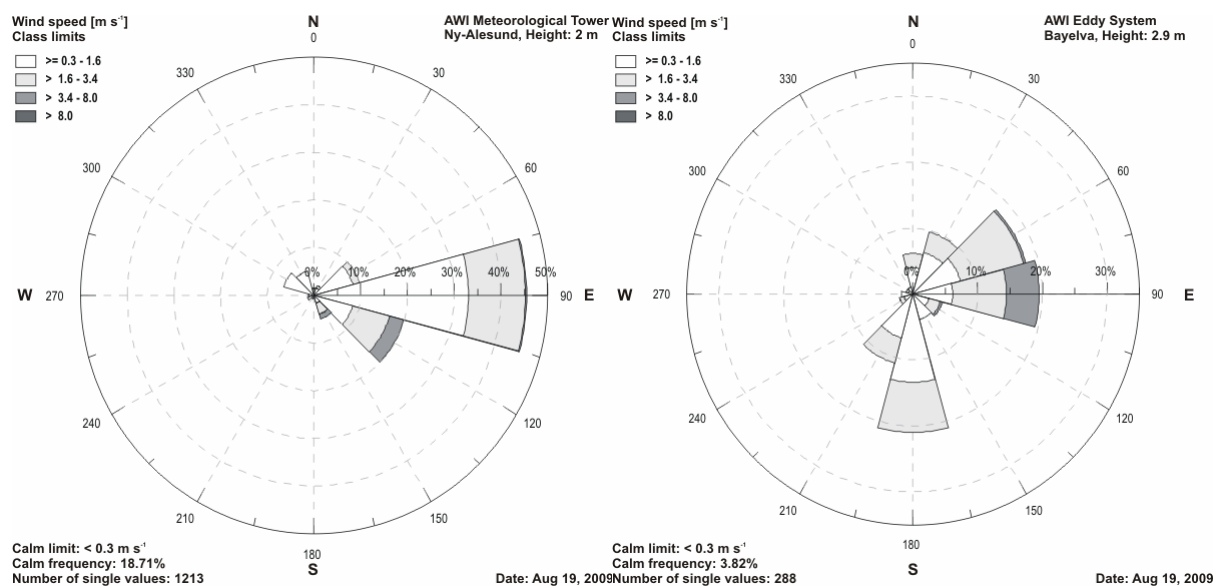 Wind speed [m s⁻¹]
Class limits
>= 0.3 - 1.6
> 1.6 - 3.4
> 3.4 - 8.0
> 8.0
N
0
AWI Meteorological Tower
Ny-Alesund, Height: 2 m
330
30
300
60
0%
10%
20%
30%
40%
50%
W
270
90
E
240
120
210
150
180
S
Calm limit: < 0.3 m s⁻¹
Calm frequency: 18.71%
Number of single values: 1213
Date: Aug 19, 2009
Wind speed [m s⁻¹]
Class limits
>= 0.3 - 1.6
> 1.6 - 3.4
> 3.4 - 8.0
> 8.0
N
0
AWI Eddy System
Bayelva, Height: 2.9 m
330
30
300
60
0%
10%
20%
30%
W
270
90
E
240
120
210
150
180
S
Calm limit: < 0.3 m s⁻¹
Calm frequency: 3.82%
Number of single values: 288
Date: Aug 19, 2009